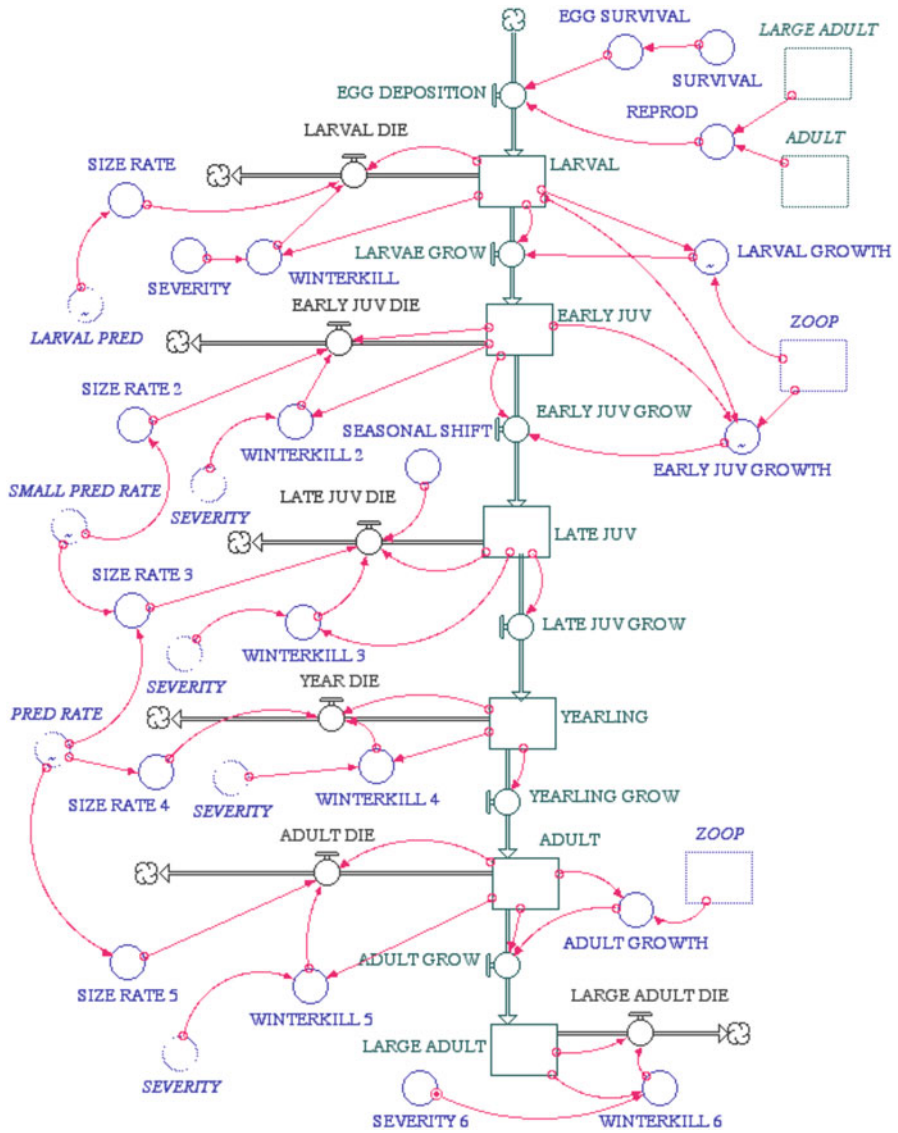 EGG SURVIVAL
LARGE ADULT
SURVIVAL
EGG DEPOSITION
REPROD
LARVAL DIE
ADULT
SIZE RATE
LARVAL
LARVAE GROW
LARVAL GROWTH
SEVERITY
WINTERKILL
EARLY JUV DIE
EARLY JUV
ZOOP
LARVAL PRED
SIZE RATE 2
EARLY JUV GROW
SEASONAL SHIFT
WINTERKILL 2
EARLY JUV GROWTH
SMALL PRED RATE
LATE JUV DIE
SEVERITY
LATE JUV
SIZE RATE 3
LATE JUV GROW
WINTERKILL 3
SEVERITY
YEAR DIE
PRED RATE
YEARLING
SIZE RATE 4
SEVERITY
WINTERKILL 4
YEARLING GROW
ADULT DIE
ADULT
ZOOP
ADULT GROWTH
ADULT GROW
SIZE RATE 5
WINTERKILL 5
LARGE ADULT DIE
LARGE ADULT
SEVERITY
SEVERITY 6
WINTERKILL 6